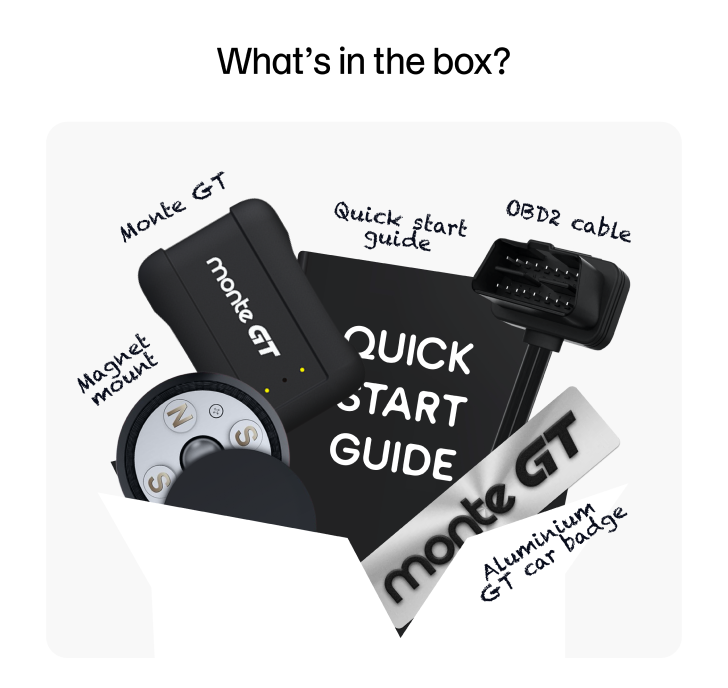 What's in the box?
Monte GT
Quick start
guide
OBD2 cable
monte GT
QUICK
START
GUIDE
Magnet
mount
N
S
S
monte GT
Aluminium
GT car badge